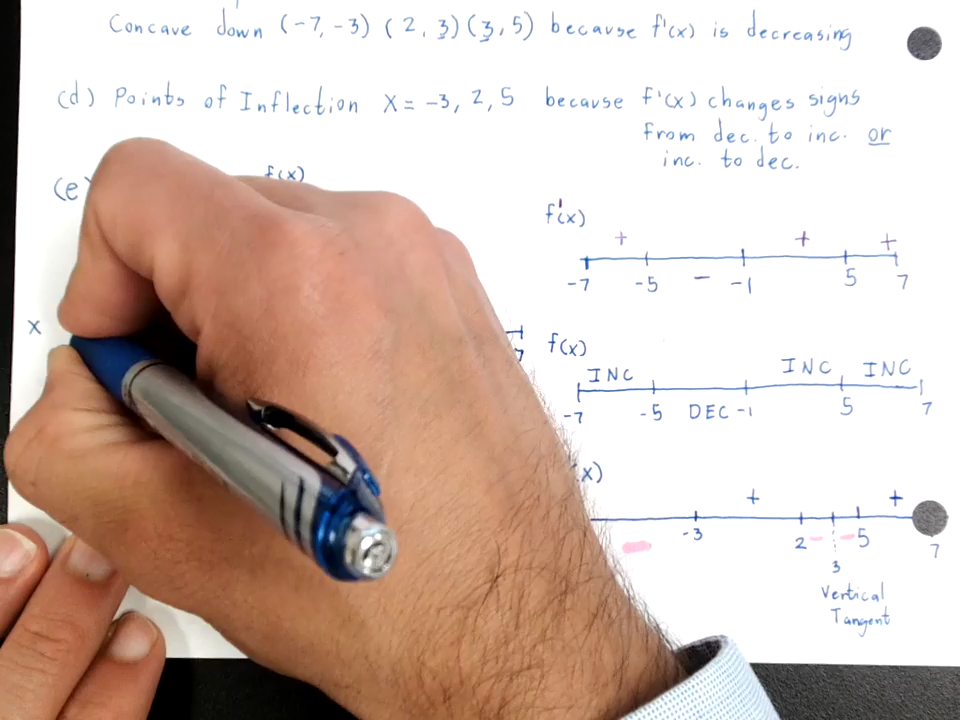 Concave down (-7, -3) (2, 3) (3, 5) because f'(x) is decreasing
(d) Points of Inflection x = -3, 2, 5 because f'(x) changes signs
from dec. to inc. or
inc. to dec.
(e)
f(x)
x
f'(x)
+ + +
-7 -5 - -1 5 7
f(x)
INC INC INC
-7 -5 DEC -1 5 7
x)
+ +
-3 2 - - 5 7
3
Vertical
Tangent